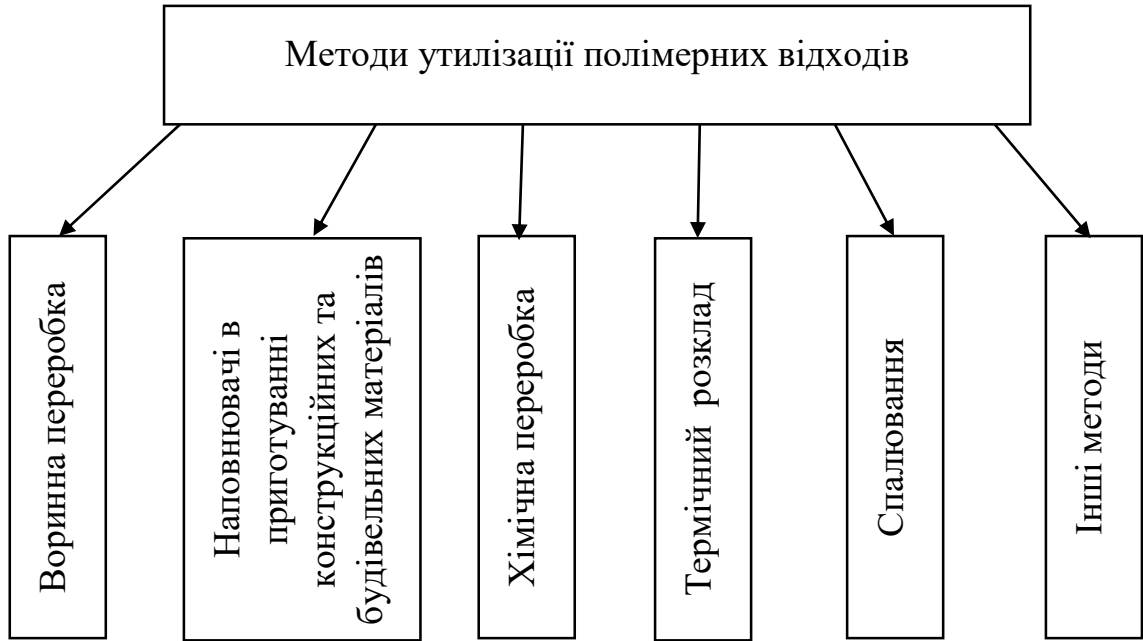 Методи утилізації полімерних відходів
Воринна переробка
Наповнювачі в
приготуванні
конструкційних та
будівельних матеріалів
Хімічна переробка
Термічний розклад
Спалювання
Інші методи